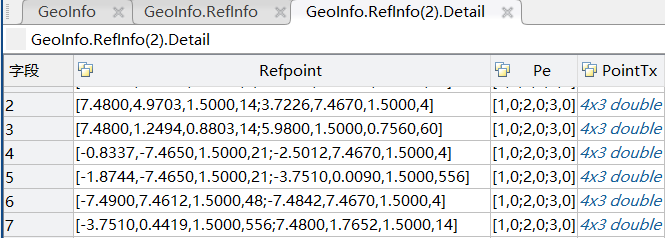 GeoInfo GeoInfo.RefInfo GeoInfo.RefInfo(2).Detail
GeoInfo.RefInfo(2).Detail
字段 Refpoint Pe PointTx
2 [7.4800,4.9703,1.5000,14;3.7226,7.4670,1.5000,4] [1,0;2,0;3,0] 4x3 double
3 [7.4800,1.2494,0.8803,14;5.9800,1.5000,0.7560,60] [1,0;2,0;3,0] 4x3 double
4 [-0.8337,-7.4650,1.5000,21;-2.5012,7.4670,1.5000,4] [1,0;2,0;3,0] 4x3 double
5 [-1.8744,-7.4650,1.5000,21;-3.7510,0.0090,1.5000,556] [1,0;2,0;3,0] 4x3 double
6 [-7.4900,7.4612,1.5000,48;-7.4842,7.4670,1.5000,4] [1,0;2,0;3,0] 4x3 double
7 [-3.7510,0.4419,1.5000,556;7.4800,1.7652,1.5000,14] [1,0;2,0;3,0] 4x3 double